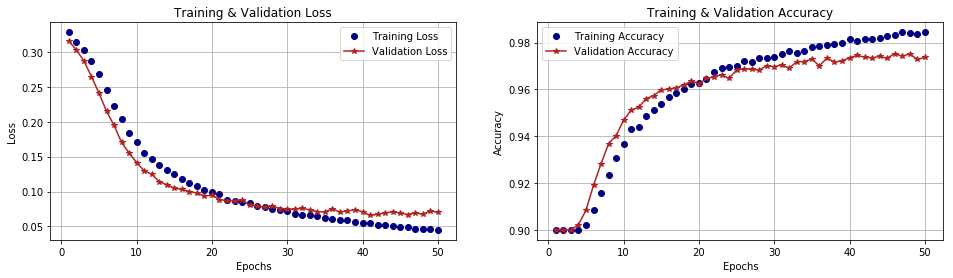 Training & Validation Loss
Training Loss
Validation Loss
0.30
0.25
0.20
0.15
0.10
0.05
Loss
0 10 20 30 40 50
Epochs
Training & Validation Accuracy
Training Accuracy
Validation Accuracy
0.98
0.96
0.94
0.92
0.90
Accuracy
0 10 20 30 40 50
Epochs